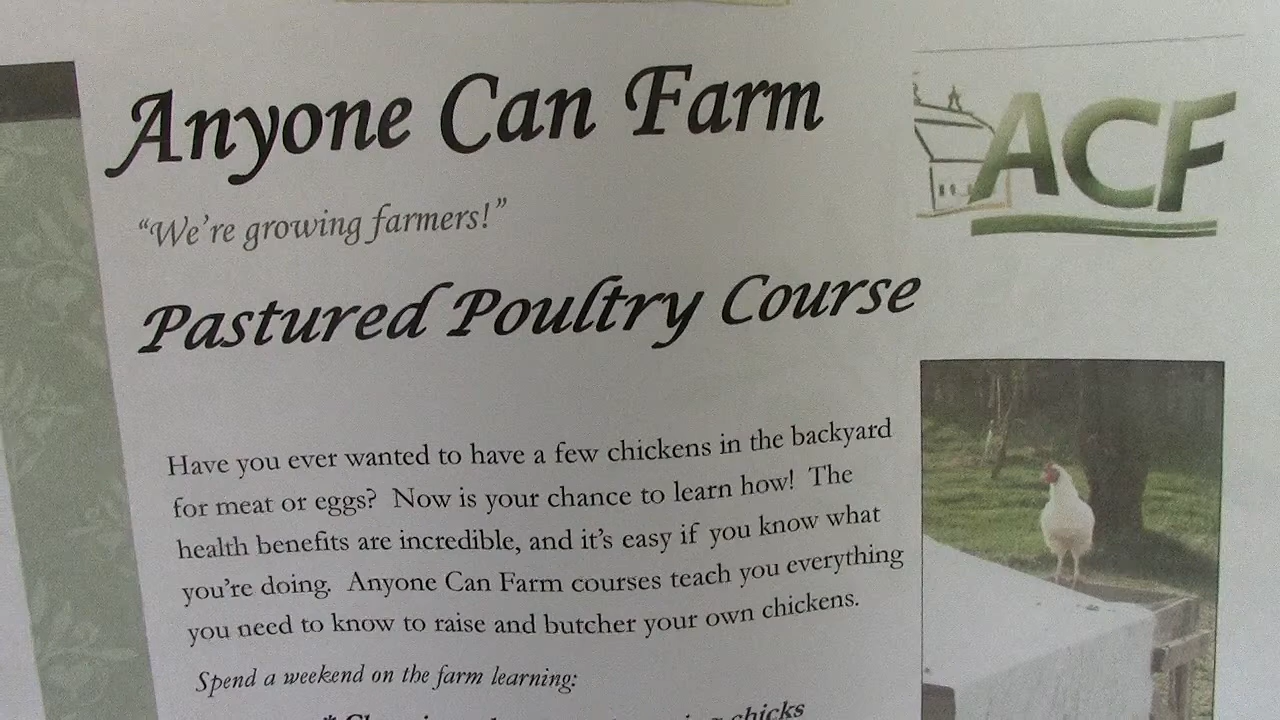 Anyone Can Farm
ACF
"We're growing farmers!"
Pastured Poultry Course
Have you ever wanted to have a few chickens in the backyard
for meat or eggs? Now is your chance to learn how! The
health benefits are incredible, and it's easy if you know what
you're doing. Anyone Can Farm courses teach you everything
you need to know to raise and butcher your own chickens.
Spend a weekend on the farm learning:
chicks